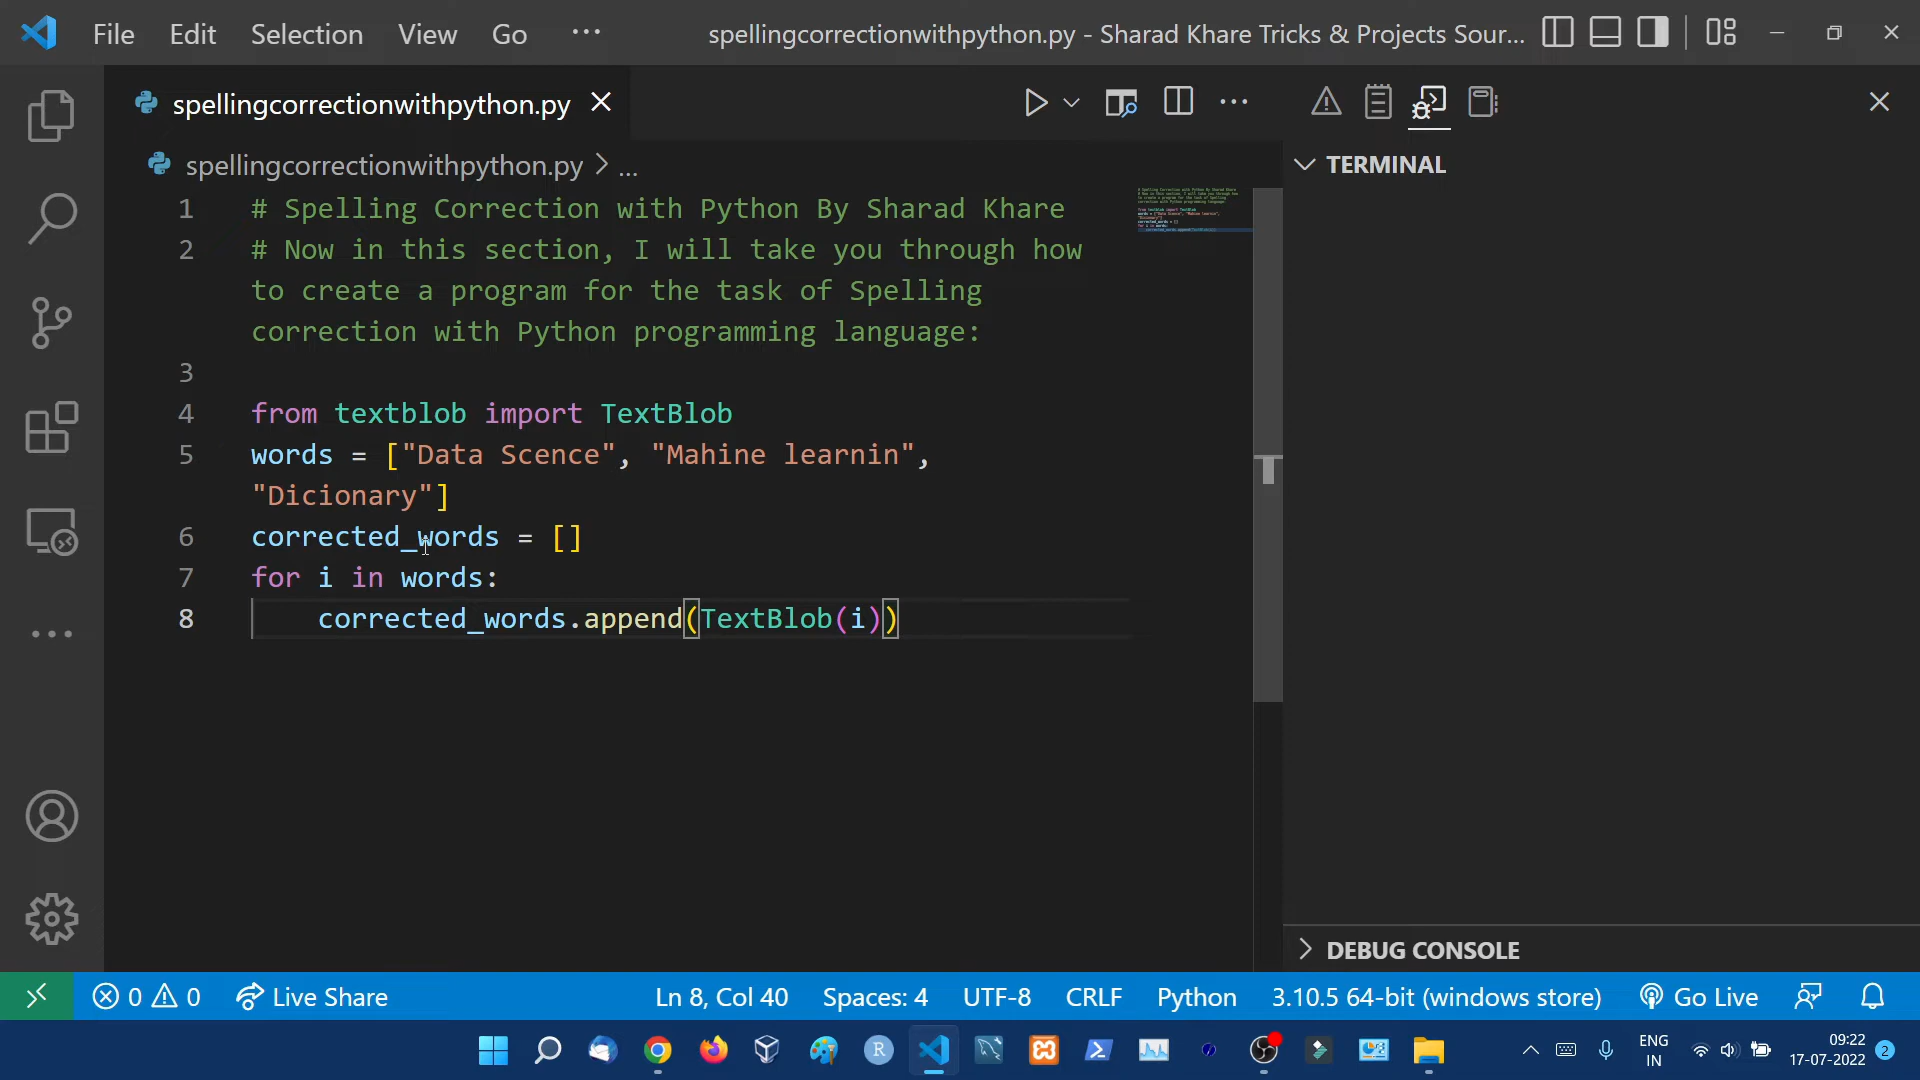 File Edit Selection View Go ··· spellingcorrectionwithpython.py - Sharad Khare Tricks & Projects Sour...
spellingcorrectionwithpython.py
spellingcorrectionwithpython.py > ...
TERMINAL
1 # Spelling Correction with Python By Sharad Khare
2 # Now in this section, I will take you through how
to create a program for the task of Spelling
correction with Python programming language:
3
4 from textblob import TextBlob
5 words = ["Data Scence", "Mahine learnin",
"Dicionary"]
6 corrected_words = []
7 for i in words:
8 corrected_words.append(TextBlob(i))
DEBUG CONSOLE
0 0 Live Share Ln 8, Col 40 Spaces: 4 UTF-8 CRLF Python 3.10.5 64-bit (windows store) Go Live
R ENG 09:22
IN 17-07-2022 2